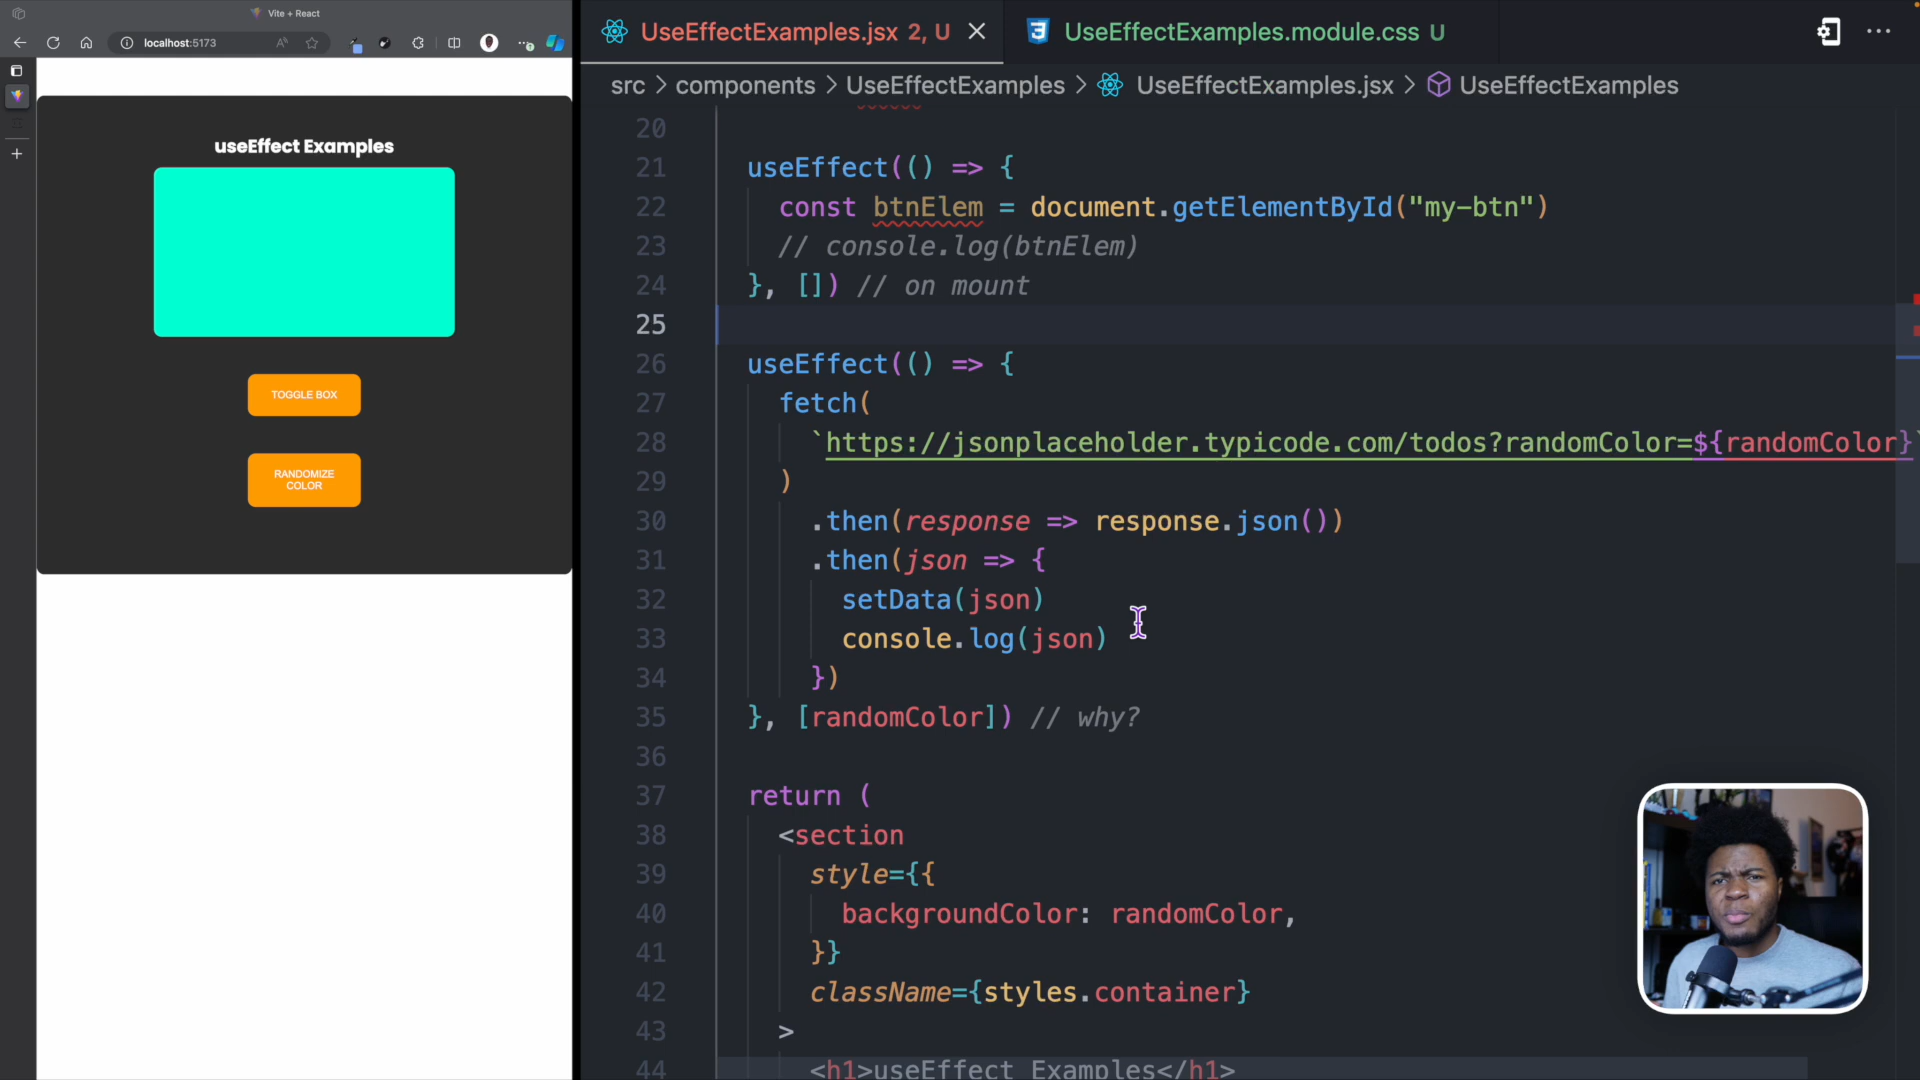 Vite + React
localhost:5173
useEffect Examples
TOGGLE BOX
RANDOMIZE
COLOR
UseEffectExamples.jsx 2, U
UseEffectExamples.module.css U
src > components > UseEffectExamples > UseEffectExamples.jsx > UseEffectExamples
20
21 useEffect(() => {
22 const btnElem = document.getElementById("my-btn")
23 // console.log(btnElem)
24 }, []) // on mount
25
26 useEffect(() => {
27 fetch(
28 `https://jsonplaceholder.typicode.com/todos?randomColor=${randomColor}`
29 )
30 .then(response => response.json())
31 .then(json => {
32 setData(json)
33 console.log(json)
34 })
35 }, [randomColor]) // why?
36
37 return (
38 <section
39 style={{
40 backgroundColor: randomColor,
41 }}
42 className={styles.container}
43 >
44 <h1>useEffect Examples</h1>